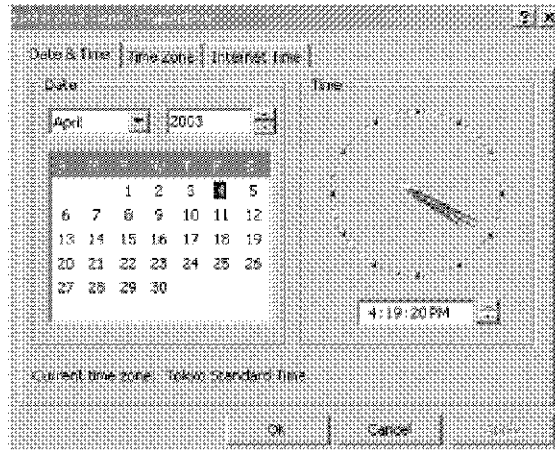 Date & Time Time Zone Internet Time
Date
Time
April 2003
S M T W T F S
1 2 3 4 5
6 7 8 9 10 11 12
13 14 15 16 17 18 19
20 21 22 23 24 25 26
27 28 29 30
4:19:20 PM
Current time zone: Tokyo Standard Time
OK Cancel